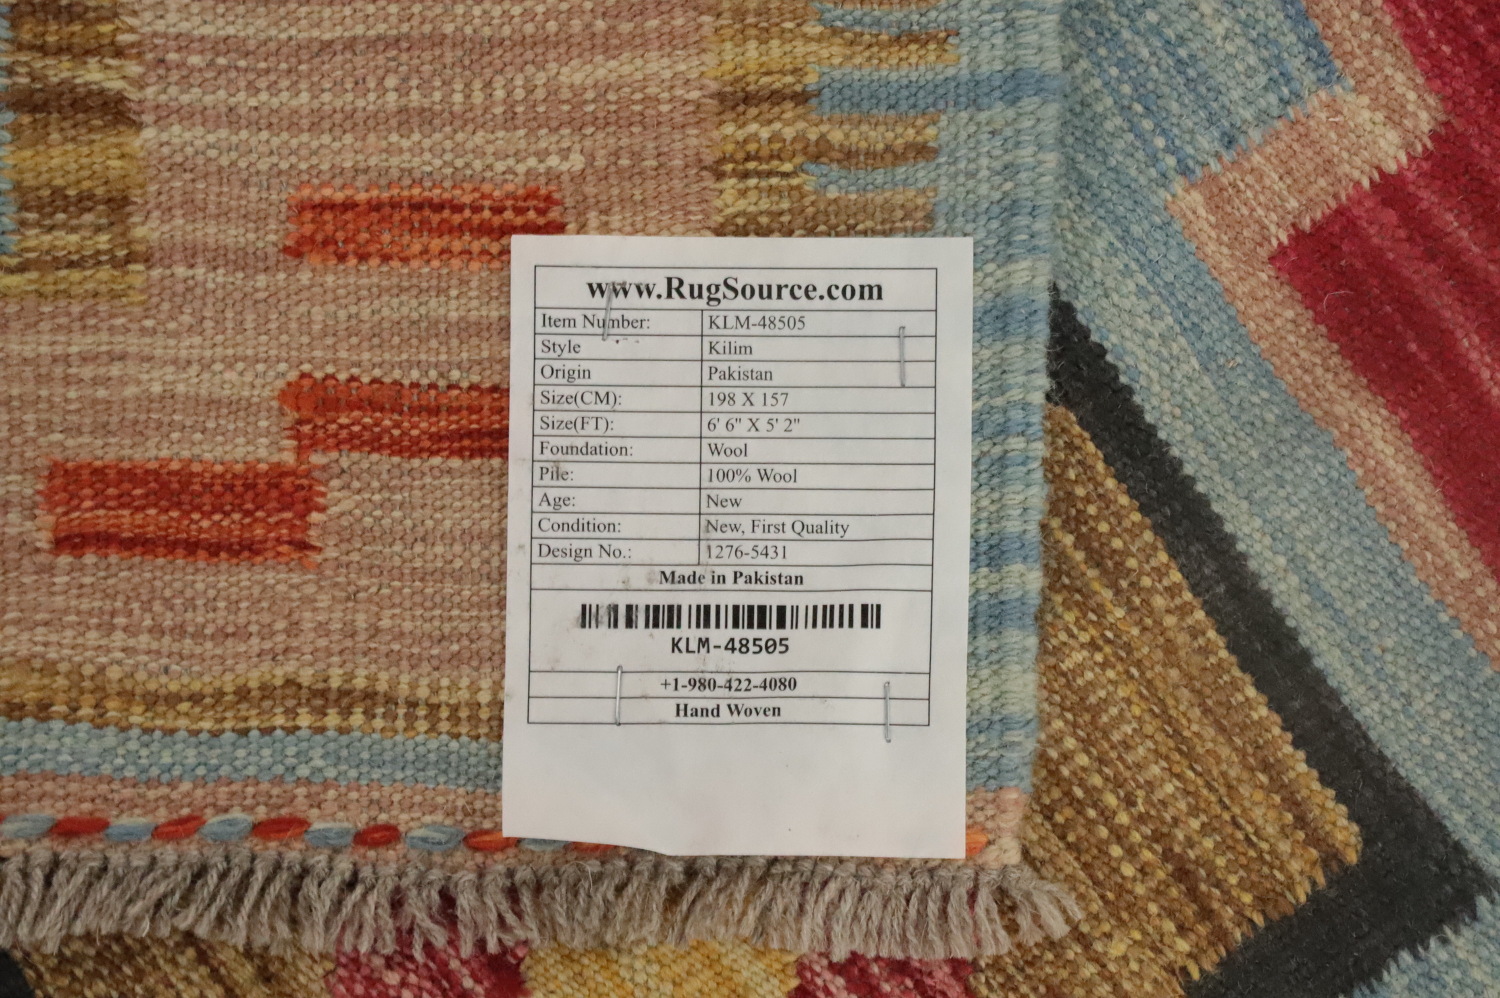 www.RugSource.com
Item Number: KLM-48505
Style Kilim
Origin Pakistan
Size(CM): 198 X 157
Size(FT): 6' 6" X 5' 2"
Foundation: Wool
Pile: 100% Wool
Age: New
Condition: New, First Quality
Design No.: 1276-5431
Made in Pakistan
KLM-48505
+1-980-422-4080
Hand Woven